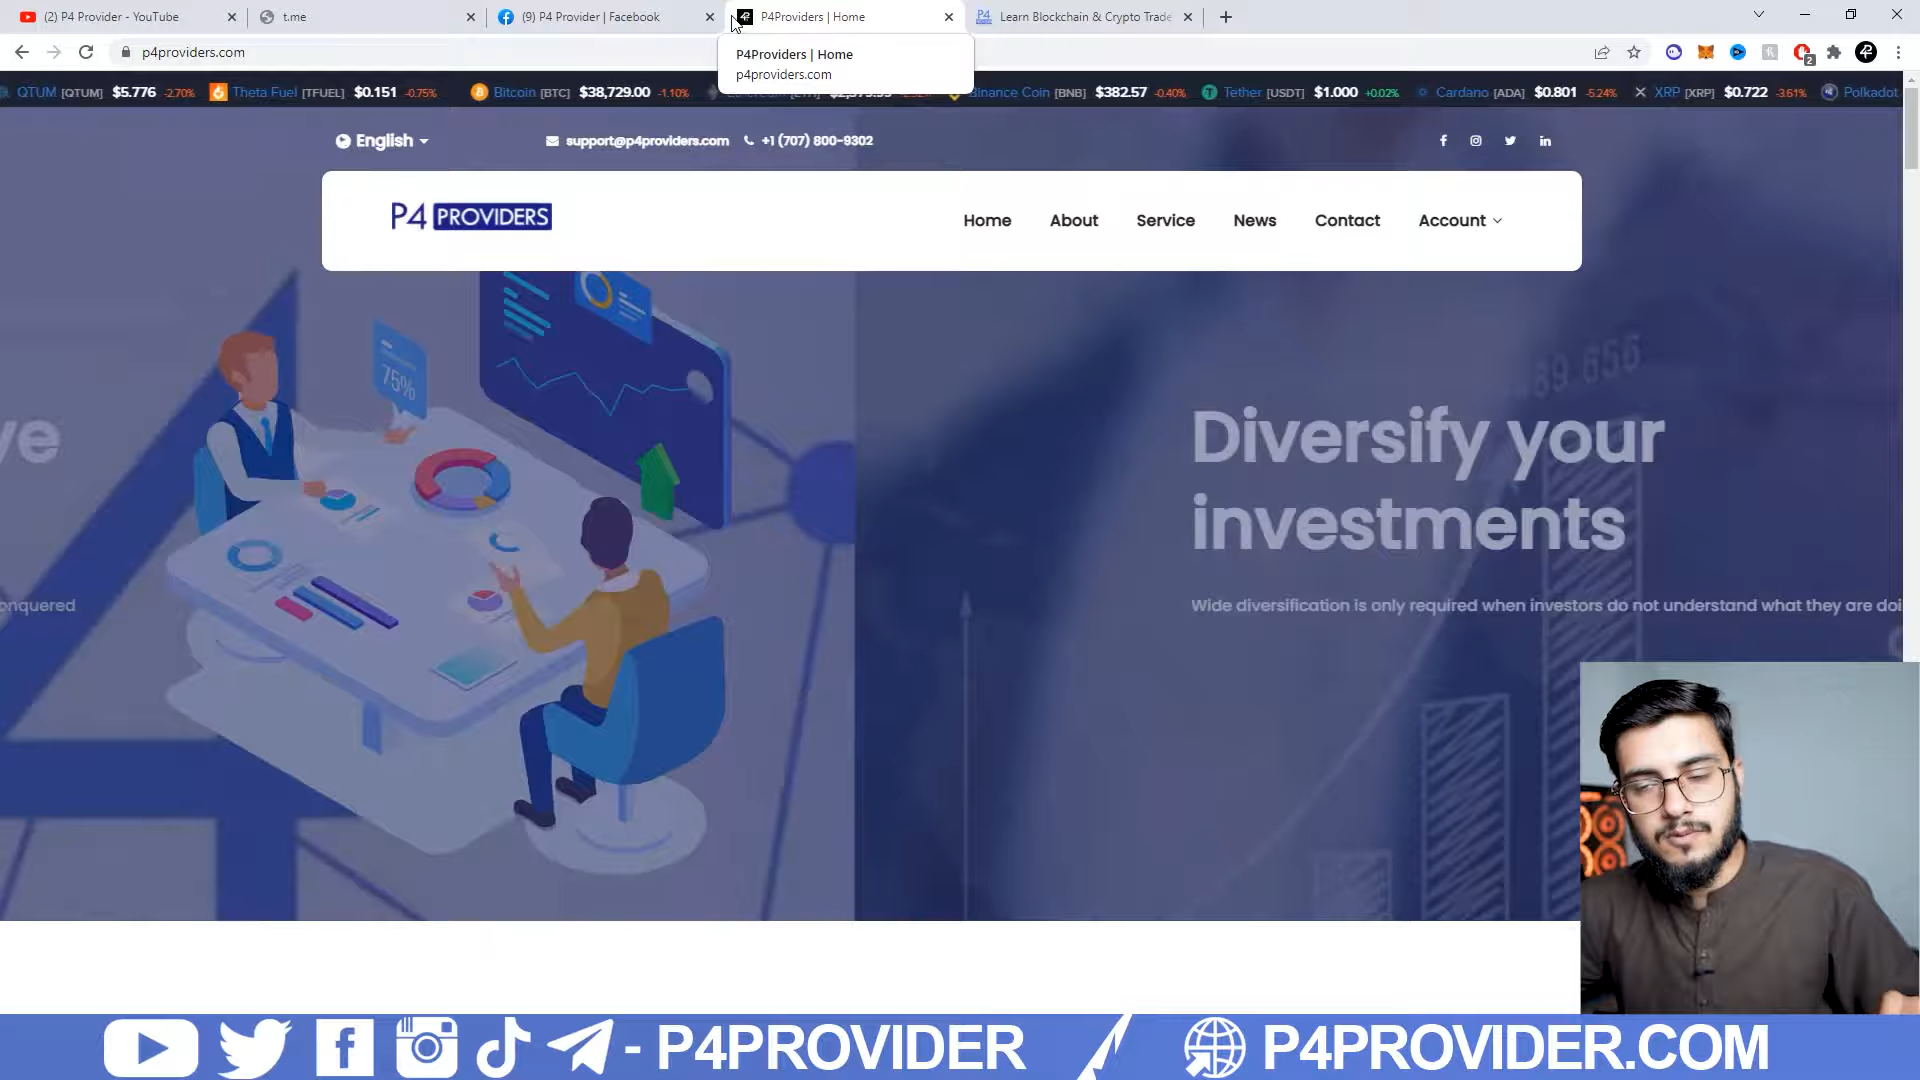 (2) P4 Provider - YouTube
t.me
(9) P4 Provider | Facebook
P4Providers | Home
Learn Blockchain & Crypto Trade
p4providers.com
P4Providers | Home
p4providers.com
QTUM [QTUM] $5.776 -2.70% Theta Fuel [TFUEL] $0.151 -0.75% Bitcoin [BTC] $38,729.00 -1.10% Binance Coin [BNB] $382.57 -0.40% Tether [USDT] $1.000 +0.02% Cardano [ADA] $0.801 -5.24% XRP [XRP] $0.722 -3.61% Polkadot
English support@p4providers.com +1 (707) 800-9302
P4 PROVIDERS
Home About Service News Contact Account
75%
89.656
Diversify your
investments
onquered
Wide diversification is only required when investors do not understand what they are doi
- P4PROVIDER / P4PROVIDER.COM